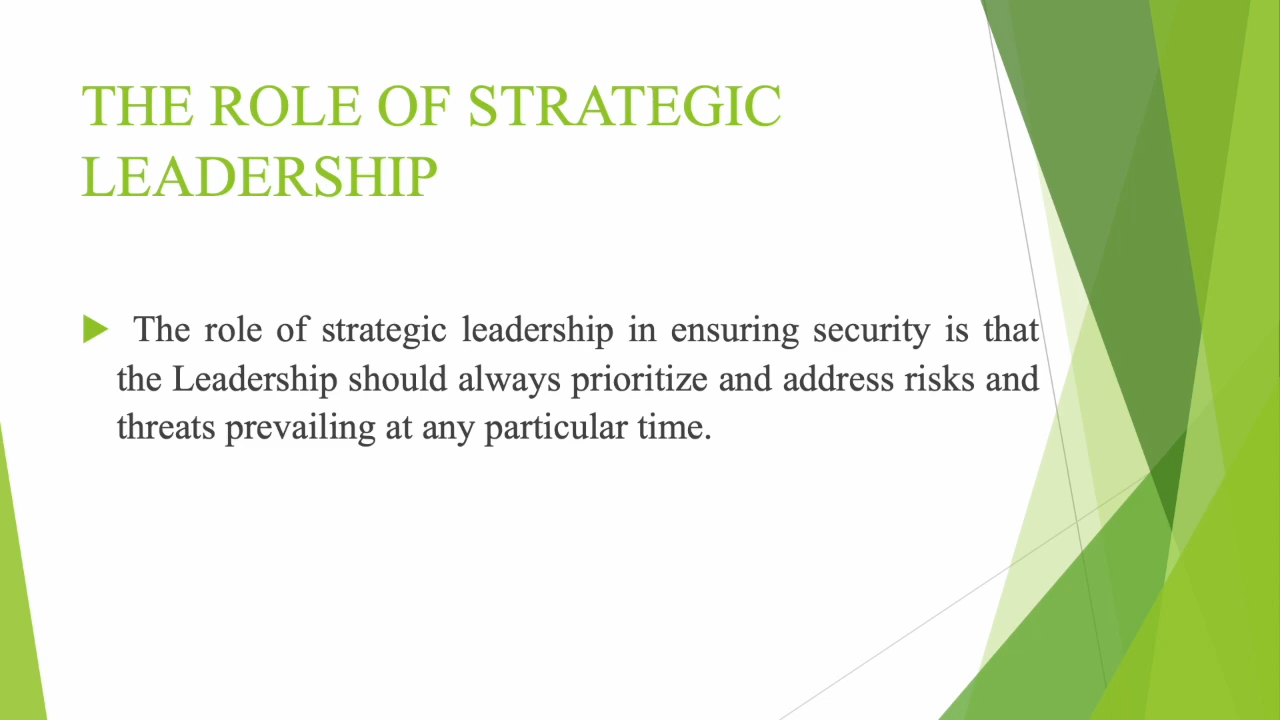 THE ROLE OF STRATEGIC
LEADERSHIP
The role of strategic leadership in ensuring security is that
the Leadership should always prioritize and address risks and
threats prevailing at any particular time.